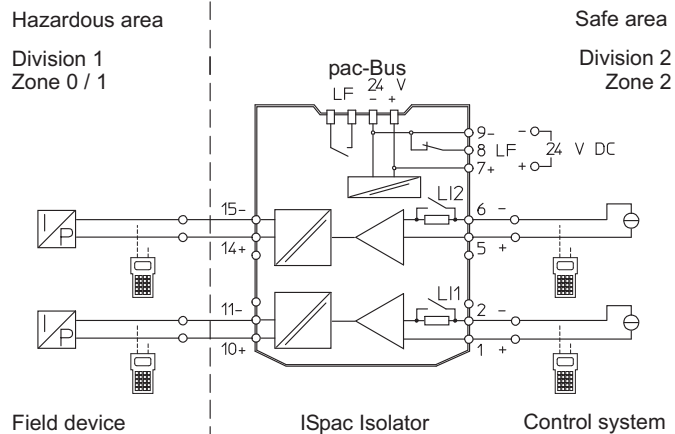 Hazardous area
Safe area
Division 1
Zone 0 / 1
Division 2
Zone 2
pac-Bus
LF 24 V
- +
9- - 
8 LF 24 V DC
7+ +
15- LI2 6 -
14+ 5 +
11- LI1 2 -
10+ 1 +
I/P
I/P
Field device
ISpac Isolator
Control system